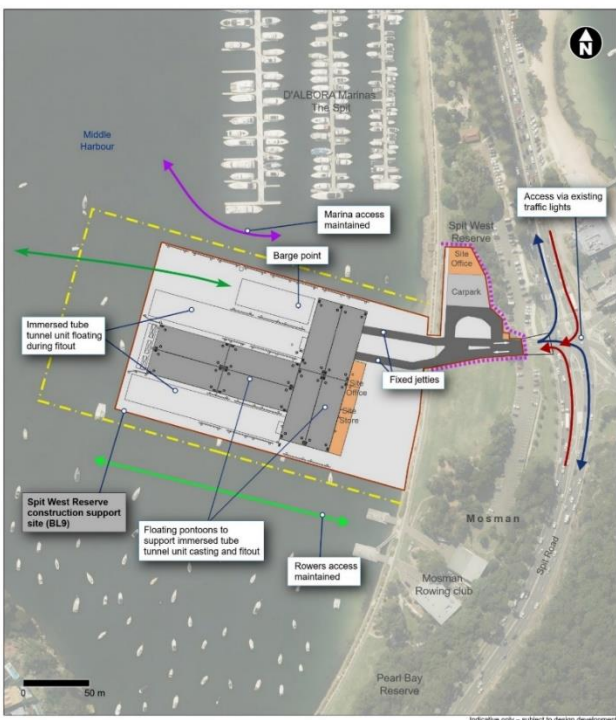 N
D'ALBORA Marinas
The Spit
Middle
Harbour
Access via existing
traffic lights
Marina access
maintained
Spit West
Reserve
Site
Office
Barge point
Carpark
Immersed tube
tunnel unit floating
during fitout
Fixed jetties
Site
Office
Site
Store
Spit West Reserve
construction support
site (BL9)
Floating pontoons to
support immersed tube
tunnel unit casting and fitout
Mosman
Rowers access
maintained
Spit Road
Mosman
Rowing club
Pearl Bay
Reserve
0 50 m
Indicative only – subject to design development